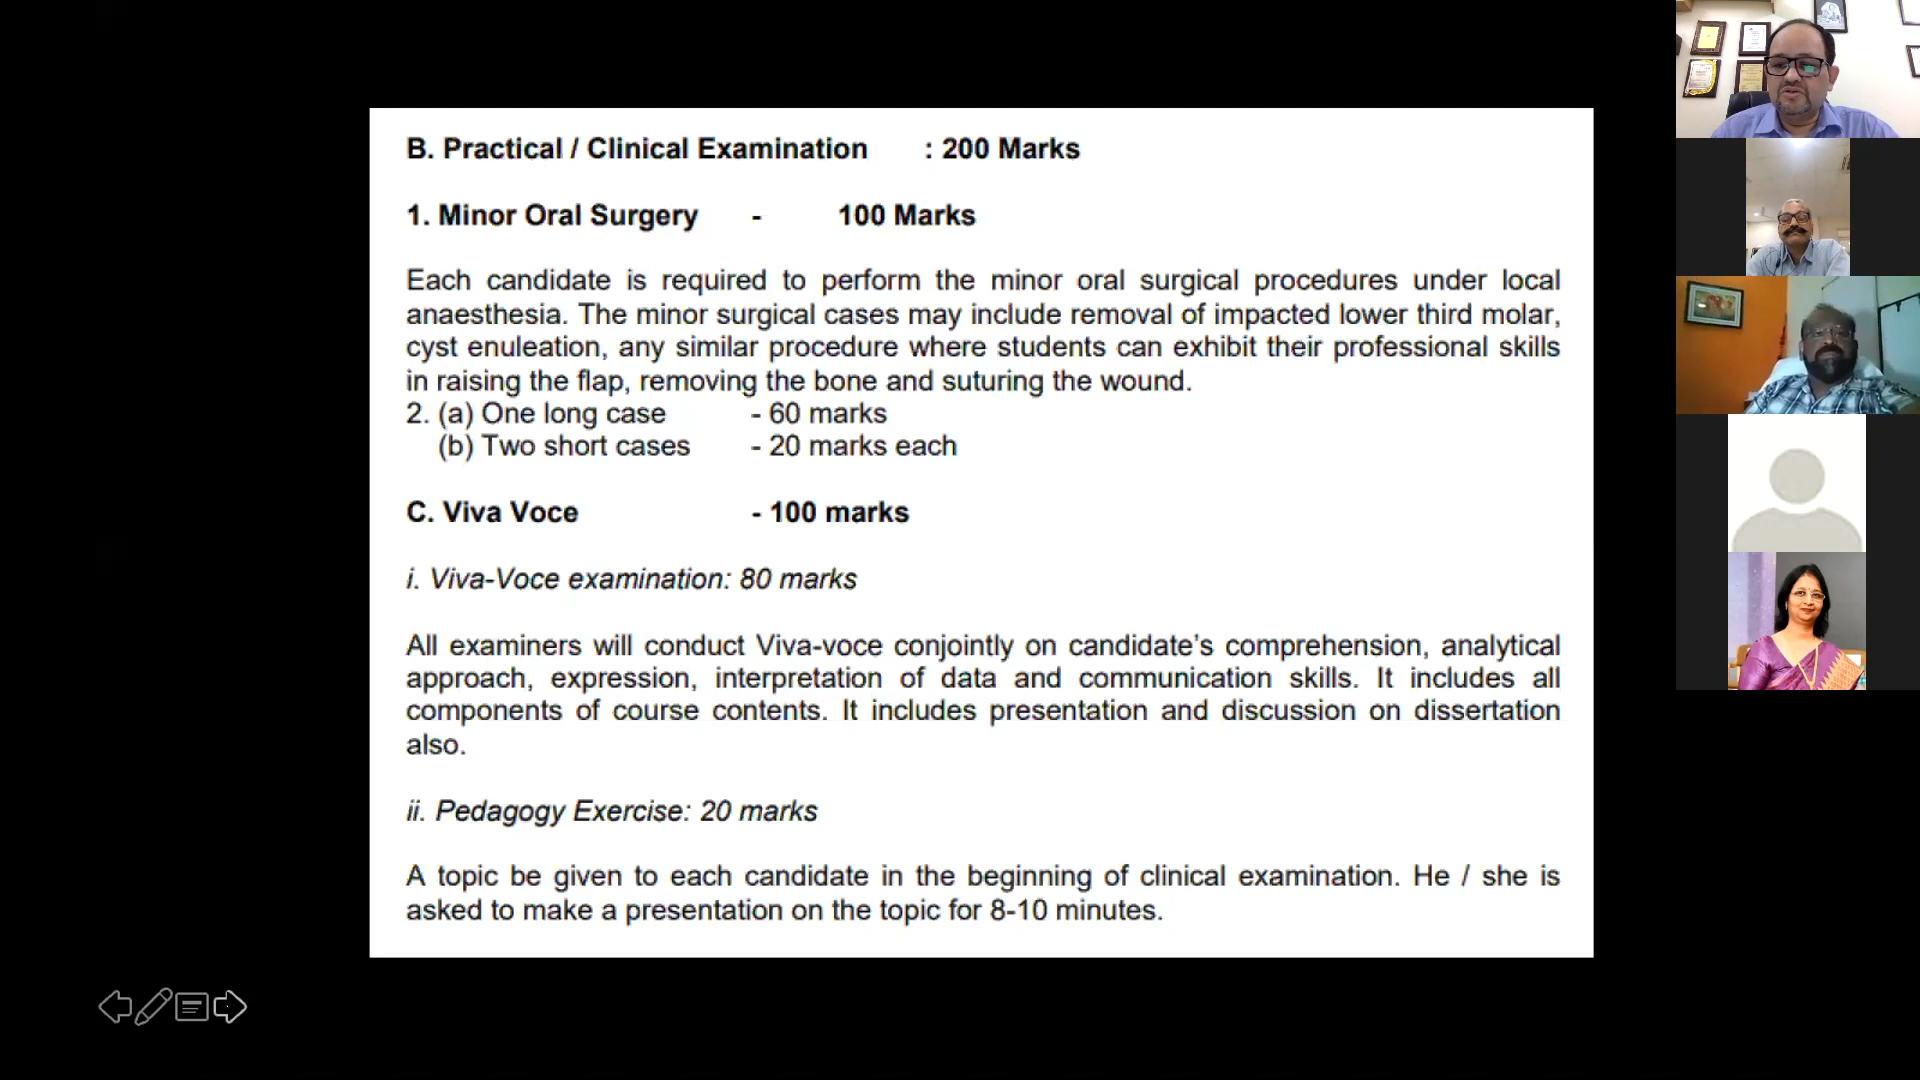 B. Practical / Clinical Examination : 200 Marks
1. Minor Oral Surgery - 100 Marks
Each candidate is required to perform the minor oral surgical procedures under local
anaesthesia. The minor surgical cases may include removal of impacted lower third molar,
cyst enuleation, any similar procedure where students can exhibit their professional skills
in raising the flap, removing the bone and suturing the wound.
2. (a) One long case - 60 marks
(b) Two short cases - 20 marks each
C. Viva Voce - 100 marks
i. Viva-Voce examination: 80 marks
All examiners will conduct Viva-voce conjointly on candidate’s comprehension, analytical
approach, expression, interpretation of data and communication skills. It includes all
components of course contents. It includes presentation and discussion on dissertation
also.
ii. Pedagogy Exercise: 20 marks
A topic be given to each candidate in the beginning of clinical examination. He / she is
asked to make a presentation on the topic for 8-10 minutes.